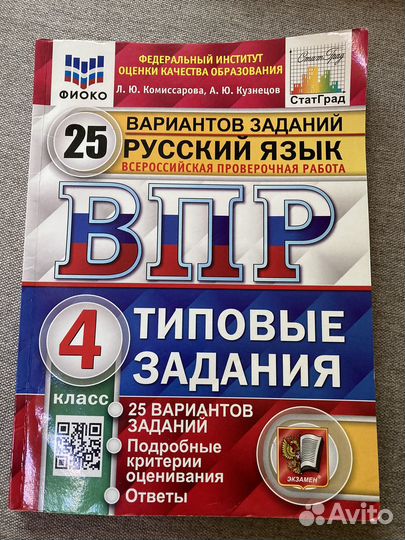 ФЕДЕРАЛЬНЫЙ ИНСТИТУТ
ОЦЕНКИ КАЧЕСТВА ОБРАЗОВАНИЯ
ФИОКО
Л. Ю. Комиссарова, А. Ю. Кузнецов
СтатГрад
СтатГрад
25
ВАРИАНТОВ ЗАДАНИЙ
РУССКИЙ ЯЗЫК
ВСЕРОССИЙСКАЯ ПРОВЕРОЧНАЯ РАБОТА
ВПР
4
класс
ТИПОВЫЕ
ЗАДАНИЯ
25 ВАРИАНТОВ
ЗАДАНИЙ
Подробные
критерии
оценивания
Ответы
ЭКЗАМЕН
Avito